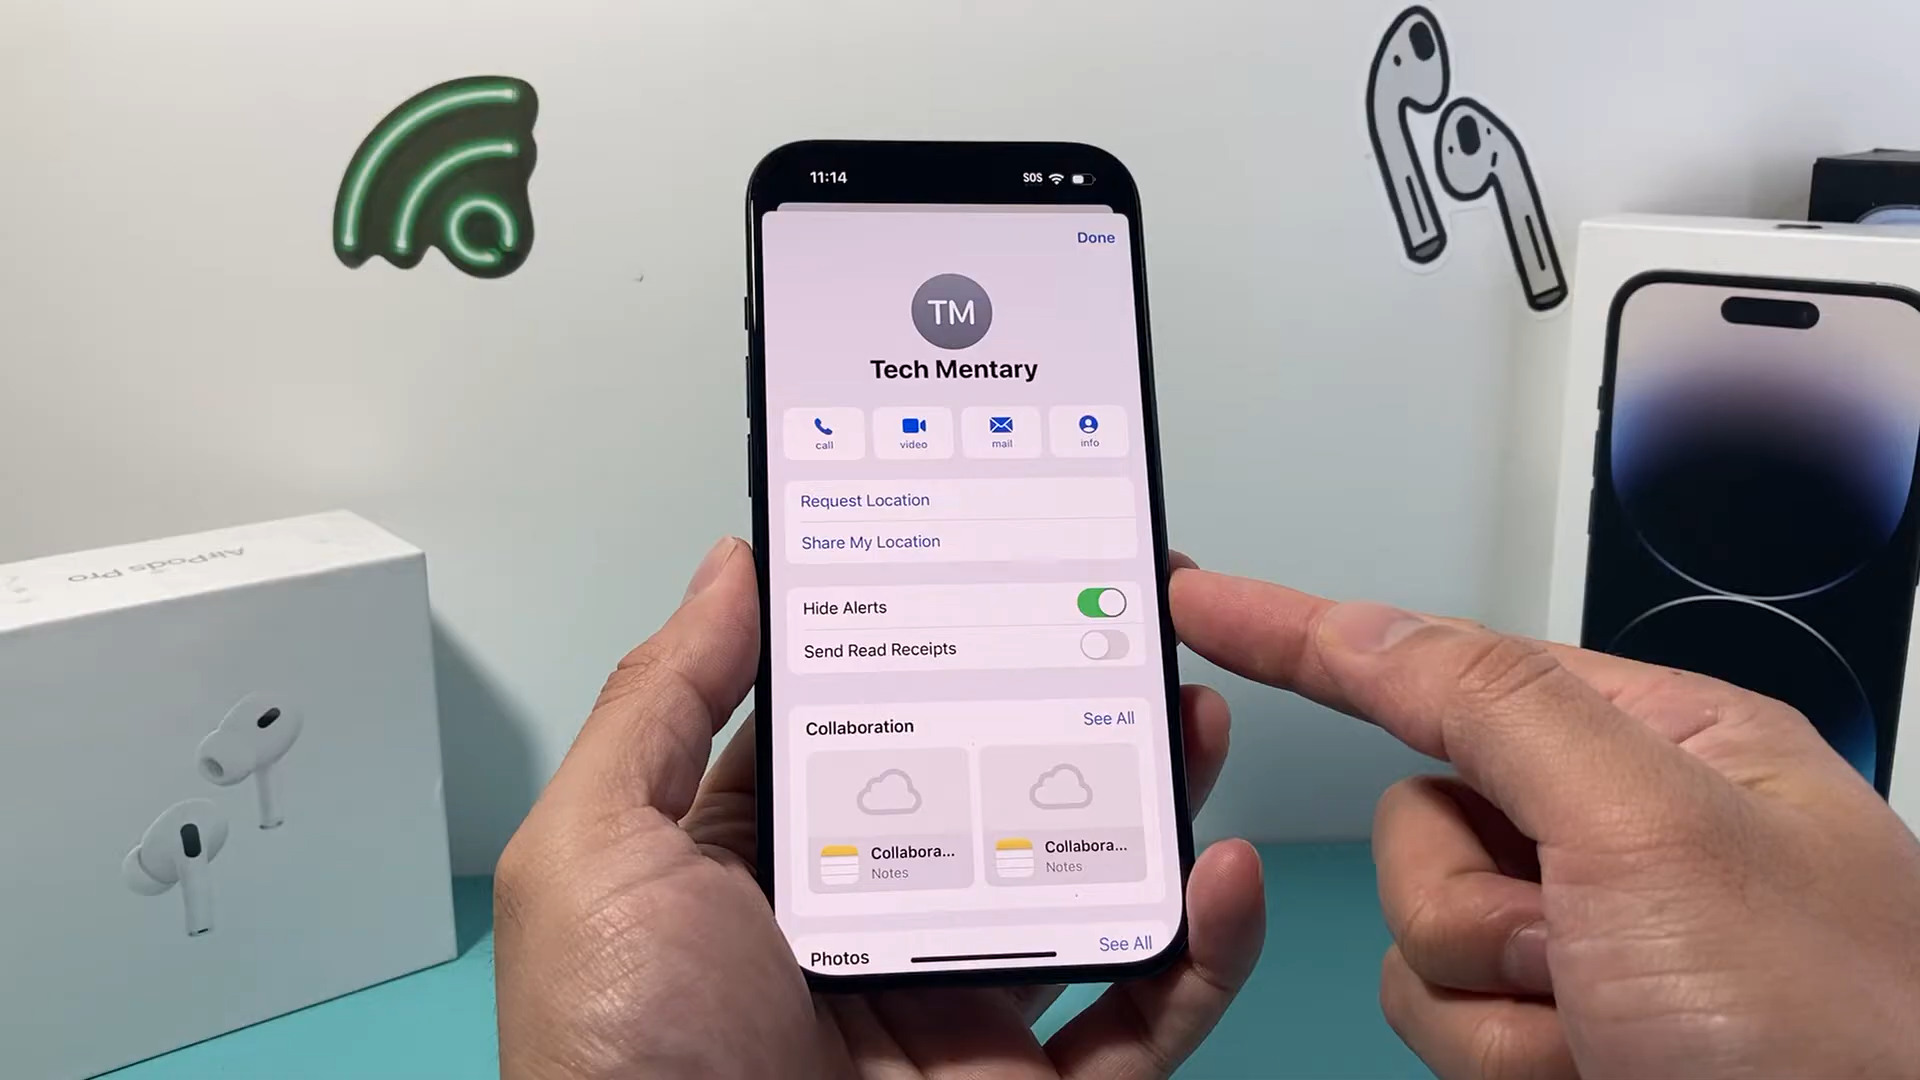 11:14
SOS
Done
TM
Tech Mentary
call
video
mail
info
Request Location
Share My Location
Hide Alerts
Send Read Receipts
Collaboration
See All
Collabora...
Notes
Collabora...
Notes
Photos
See All
AirPods Pro